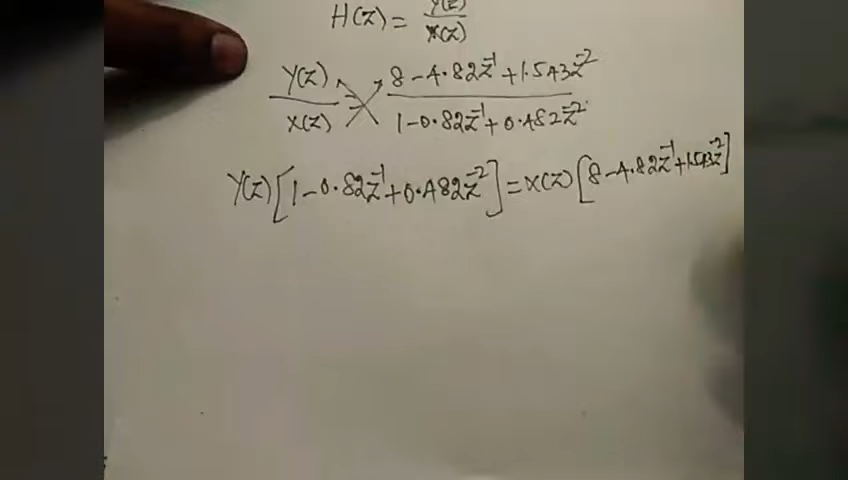 H(z) = Y(z)/X(z)
Y(z)/X(z) = 8-4.82z^-1+1.543z^-2/1-0.82z^-1+0.482z^-2
Y(z)[1-0.82z^-1+0.482z^-2] = X(z)[8-4.82z^-1+1.543z^-2]